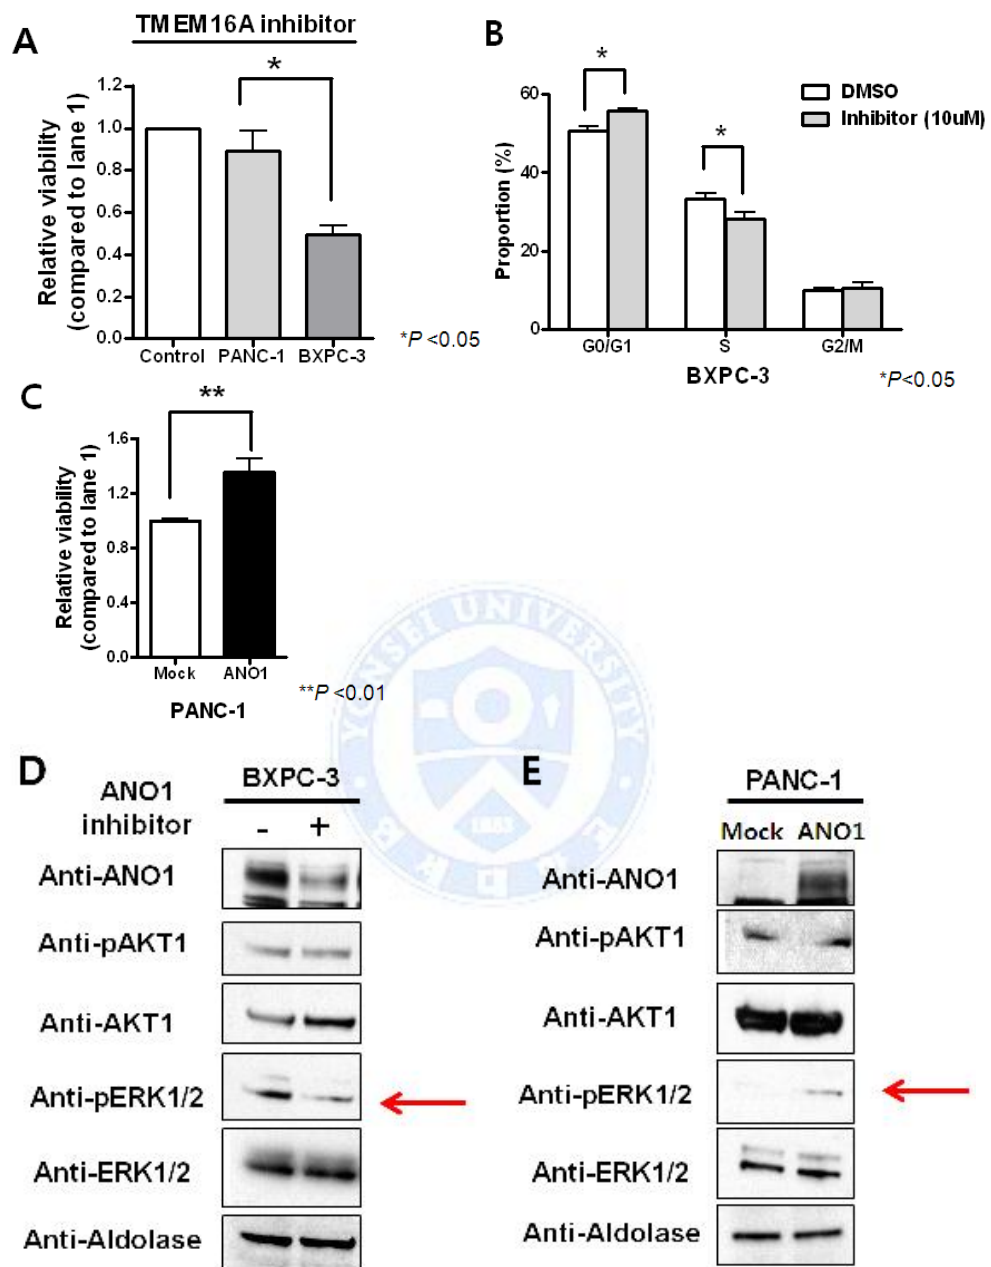 A
TMEM16A inhibitor
*
Relative viability
(compared to lane 1)
1.2
1.0
0.8
0.6
0.4
0.2
0.0
Control PANC-1 BXPC-3
*P <0.05
B
*
*
DMSO
Inhibitor (10uM)
Proportion (%)
60
40
20
0
G0/G1 S G2/M
BXPC-3
*P<0.05
C
**
Relative viability
(compared to lane 1)
1.6
1.2
0.8
0.4
0.0
Mock ANO1
PANC-1
**P <0.01
YONSEI UNIVERSITY
1885
D
BXPC-3
ANO1
inhibitor
- +
Anti-ANO1
Anti-pAKT1
Anti-AKT1
Anti-pERK1/2
Anti-ERK1/2
Anti-Aldolase
E
PANC-1
Mock ANO1
Anti-ANO1
Anti-pAKT1
Anti-AKT1
Anti-pERK1/2
Anti-ERK1/2
Anti-Aldolase